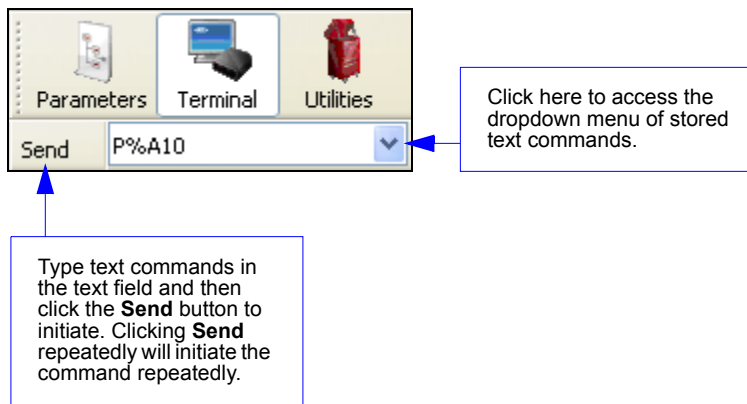 Parameters Terminal Utilities
Send P%A10
Click here to access the
dropdown menu of stored
text commands.
Type text commands in
the text field and then
click the Send button to
initiate. Clicking Send
repeatedly will initiate the
command repeatedly.